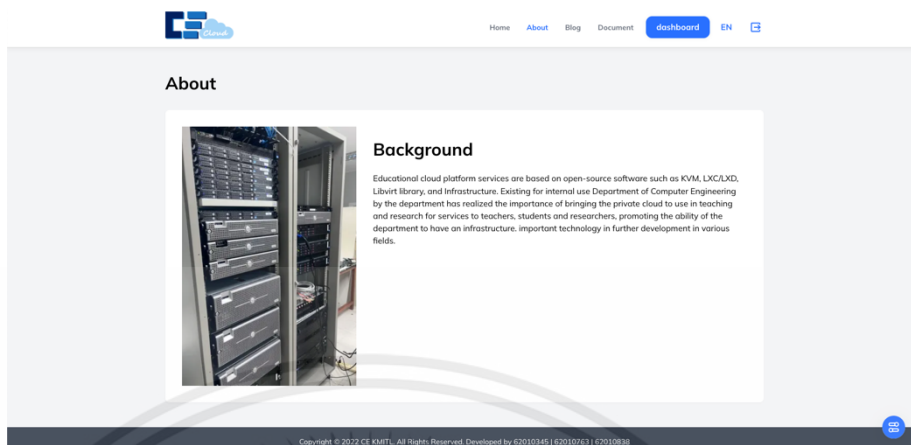 CE Cloud
Home About Blog Document dashboard EN
About
Background
Educational cloud platform services are based on open-source software such as KVM, LXC/LXD,
Libvirt library, and Infrastructure. Existing for internal use Department of Computer Engineering
by the department has realized the importance of bringing the private cloud to use in teaching
and research for services to teachers, students and researchers, promoting the ability of the
department to have an infrastructure. important technology in further development in various
fields.
Copyright © 2022 CE KMITL. All Rights Reserved. Developed by 62010345 | 62010763 | 62010838